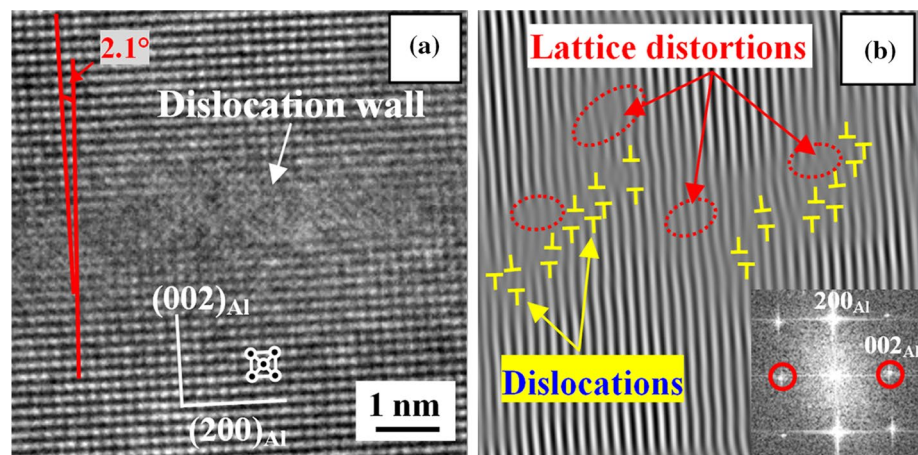 2.1°
(a)
Dislocation wall
(002)Al
(200)Al
1 nm
Lattice distortions
(b)
Dislocations
200Al
002Al